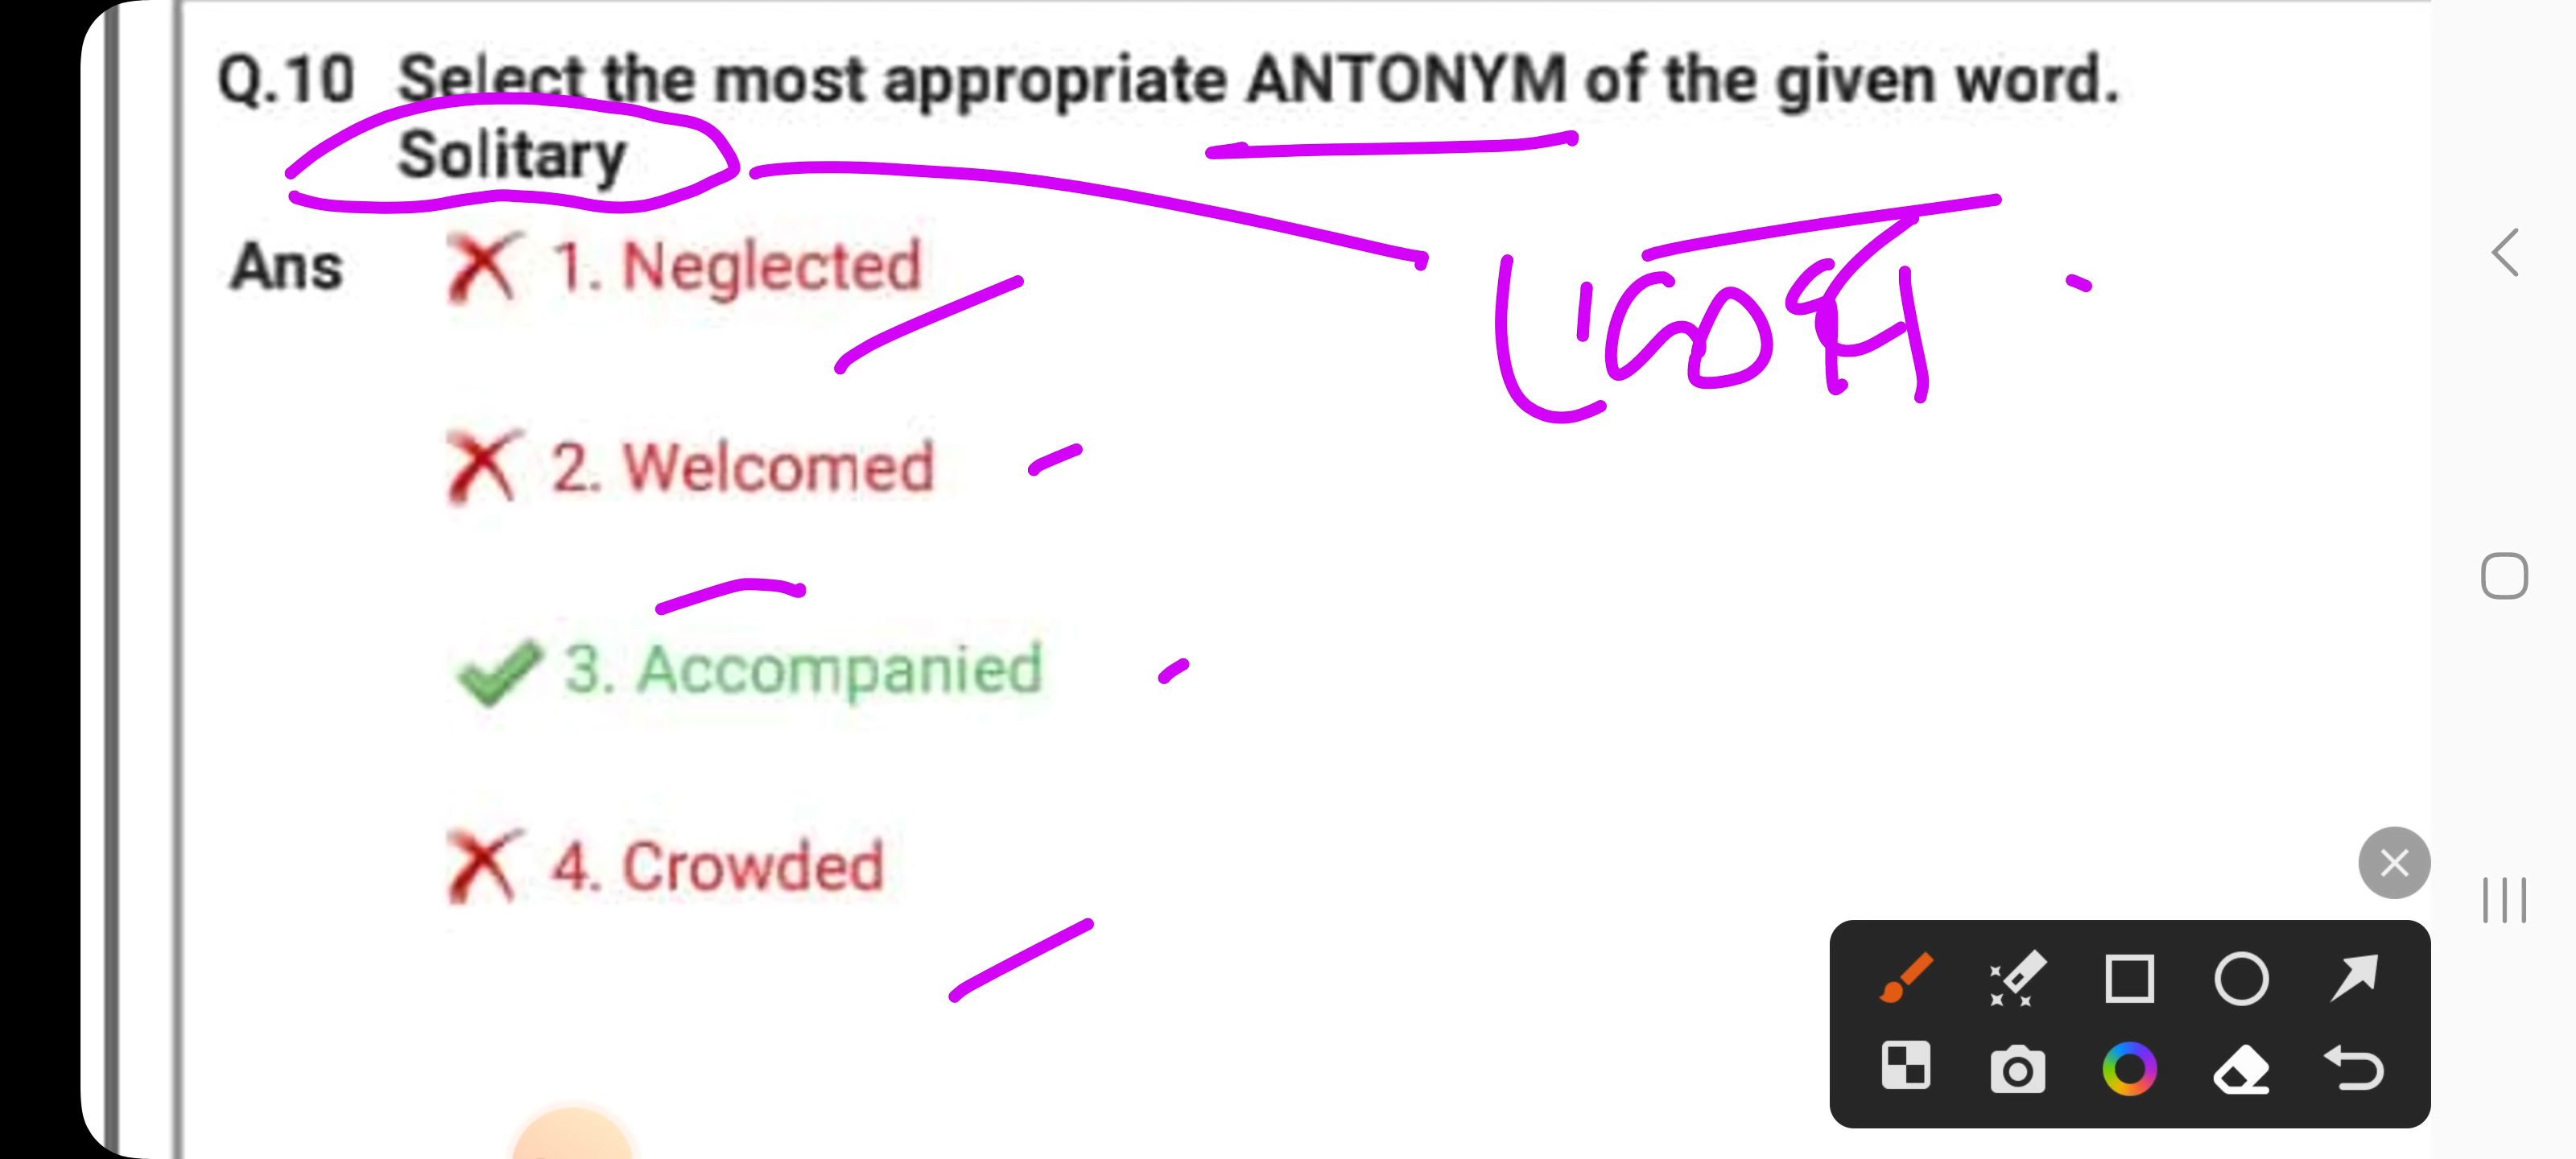 Q.10 Select the most appropriate ANTONYM of the given word.
Solitary
Ans 1. Neglected
2. Welcomed
3. Accompanied
4. Crowded